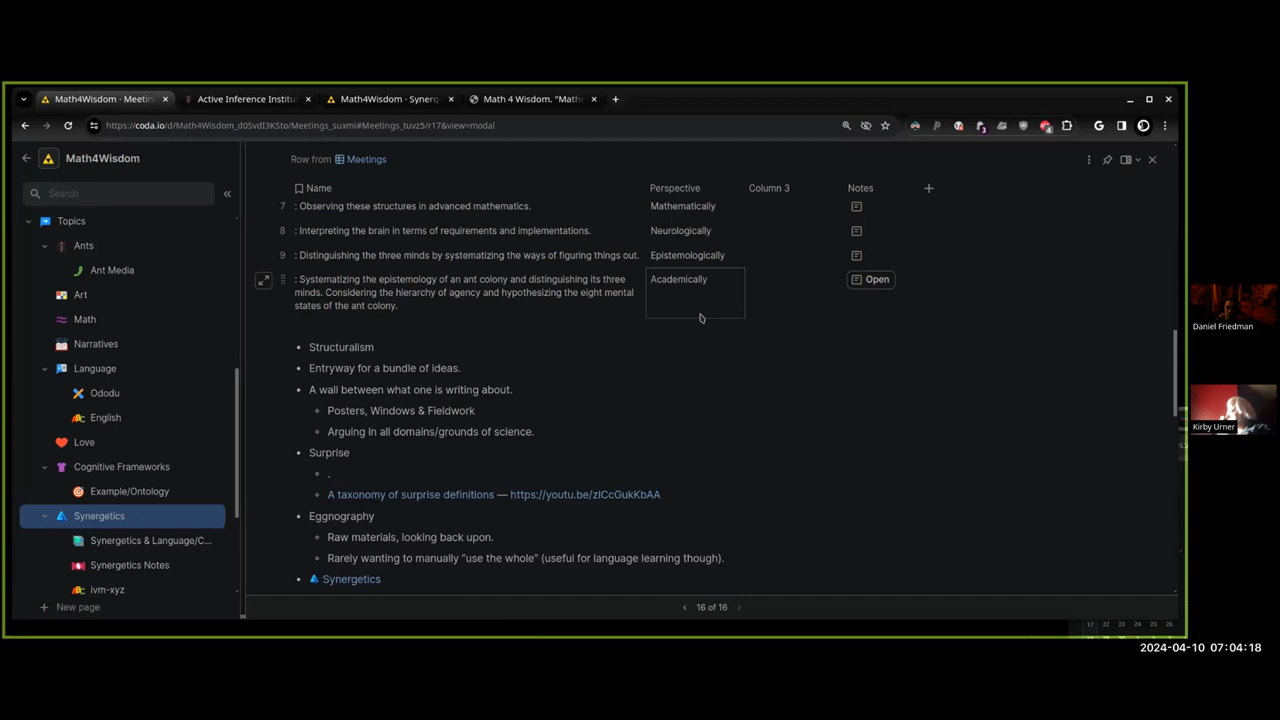 Math4Wisdom · Meetin
Active Inference Institu
Math4Wisdom · Synerg
Math 4 Wisdom. "Mathe
https://coda.io/d/Math4Wisdom_d0SvdI3KSto/Meetings_suxmi#Meetings_tuvz5/r17&view=modal
Math4Wisdom
Row from Meetings
Search
Name
Perspective
Column 3
Notes
7 : Observing these structures in advanced mathematics. Mathematically
8 : Interpreting the brain in terms of requirements and implementations. Neurologically
9 : Distinguishing the three minds by systematizing the ways of figuring things out. Epistemologically
: Systematizing the epistemology of an ant colony and distinguishing its three Academically Open
minds. Considering the hierarchy of agency and hypothesizing the eight mental
states of the ant colony.
Topics
Ants
Ant Media
Art
Math
Narratives
Language
Ododu
English
Love
Cognitive Frameworks
Example/Ontology
Synergetics
Synergetics & Language/C...
Synergetics Notes
ivm-xyz
New page
• Structuralism
• Entryway for a bundle of ideas.
• A wall between what one is writing about.
◦ Posters, Windows & Fieldwork
◦ Arguing in all domains/grounds of science.
• Surprise
◦ .
◦ A taxonomy of surprise definitions — https://youtu.be/zICcGukKbAA
• Eggnography
◦ Raw materials, looking back upon.
◦ Rarely wanting to manually "use the whole" (useful for language learning though).
• Synergetics
16 of 16
Daniel Friedman
Kirby Urner
17 22 23 24 25 26
2024-04-10 07:04:18